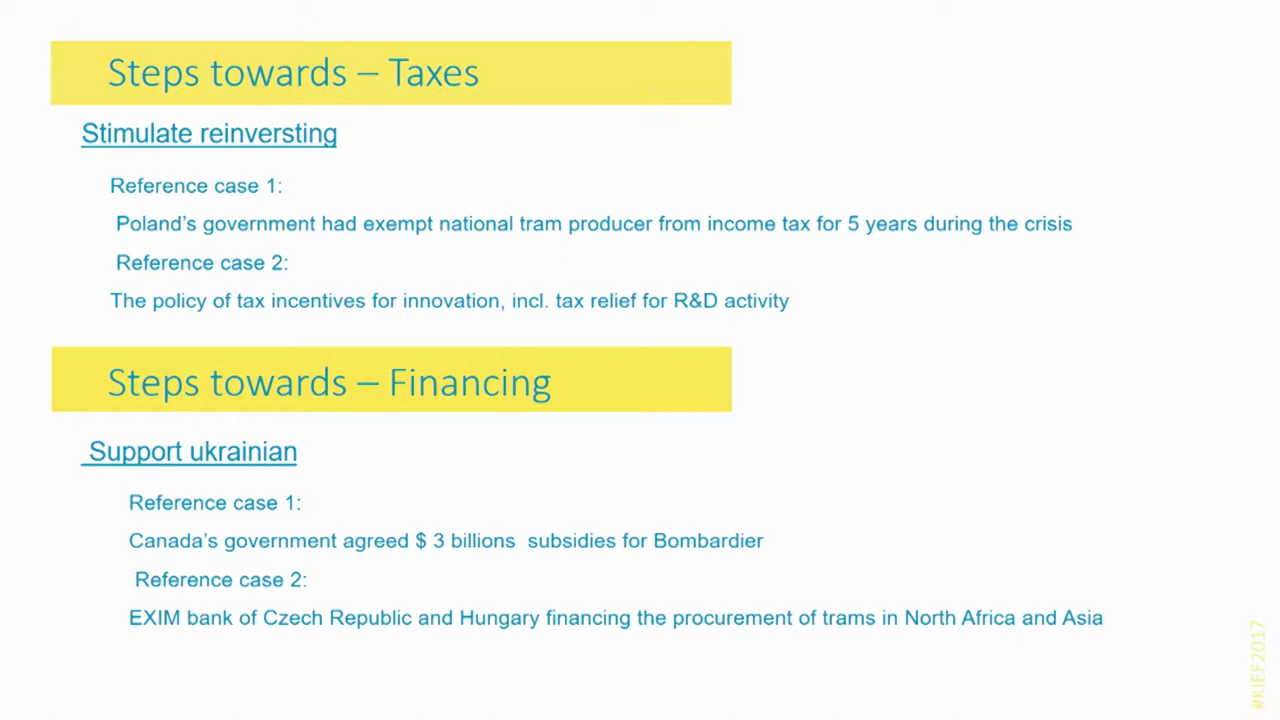 Steps towards – Taxes
Stimulate reinversting
Reference case 1:
Poland's government had exempt national tram producer from income tax for 5 years during the crisis
Reference case 2:
The policy of tax incentives for innovation, incl. tax relief for R&D activity
Steps towards – Financing
Support ukrainian
Reference case 1:
Canada's government agreed $ 3 billions subsidies for Bombardier
Reference case 2:
EXIM bank of Czech Republic and Hungary financing the procurement of trams in North Africa and Asia
#KIEF2017